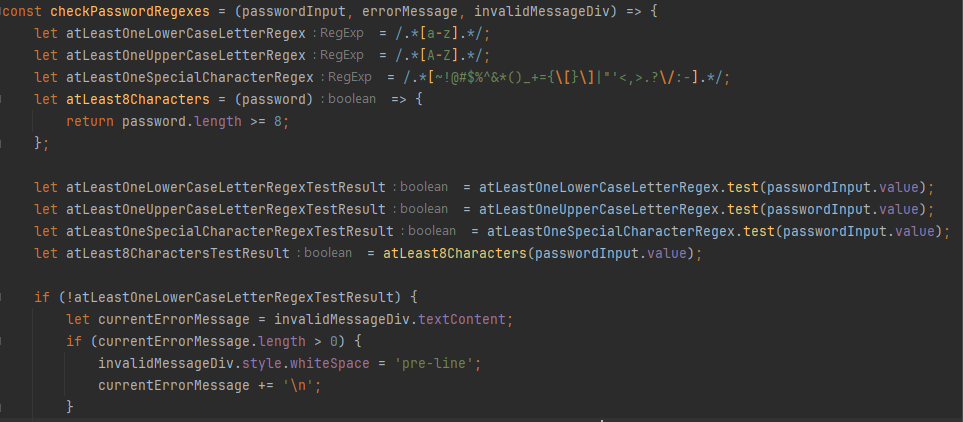 const checkPasswordRegexes = (passwordInput, errorMessage, invalidMessageDiv) => {
let atLeastOneLowerCaseLetterRegex : RegExp = /.*[a-z].*/;
let atLeastOneUpperCaseLetterRegex : RegExp = /.*[A-Z].*/;
let atLeastOneSpecialCharacterRegex : RegExp = /.*[~!@#$%^&*()_+={\[}\]|"'<,>.?\/:-].*/;
let atLeast8Characters = (password) : boolean => {
return password.length >= 8;
};
let atLeastOneLowerCaseLetterRegexTestResult : boolean = atLeastOneLowerCaseLetterRegex.test(passwordInput.value);
let atLeastOneUpperCaseLetterRegexTestResult : boolean = atLeastOneUpperCaseLetterRegex.test(passwordInput.value);
let atLeastOneSpecialCharacterRegexTestResult : boolean = atLeastOneSpecialCharacterRegex.test(passwordInput.value);
let atLeast8CharactersTestResult : boolean = atLeast8Characters(passwordInput.value);
if (!atLeastOneLowerCaseLetterRegexTestResult) {
let currentErrorMessage = invalidMessageDiv.textContent;
if (currentErrorMessage.length > 0) {
invalidMessageDiv.style.whiteSpace = 'pre-line';
currentErrorMessage += '\n';
}